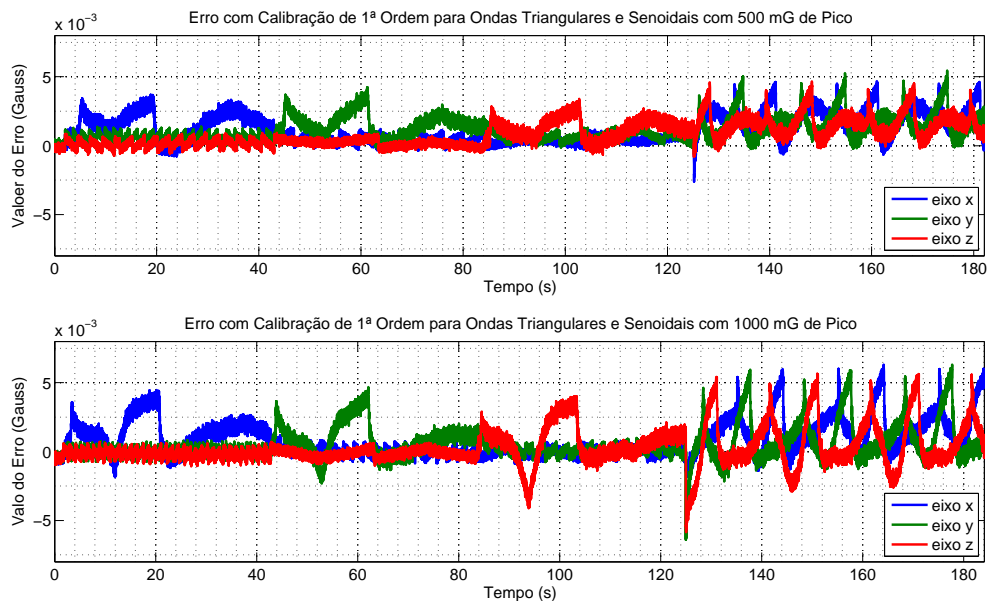 Erro com Calibração de 1ª Ordem para Ondas Triangulares e Senoidais com 500 mG de Pico
x 10⁻³
5
0
−5
Valoer do Erro (Gauss)
eixo x
eixo y
eixo z
0 20 40 60 80 100 120 140 160 180
Tempo (s)
Erro com Calibração de 1ª Ordem para Ondas Triangulares e Senoidais com 1000 mG de Pico
x 10⁻³
5
0
−5
Valo do Erro (Gauss)
eixo x
eixo y
eixo z
0 20 40 60 80 100 120 140 160 180
Tempo (s)